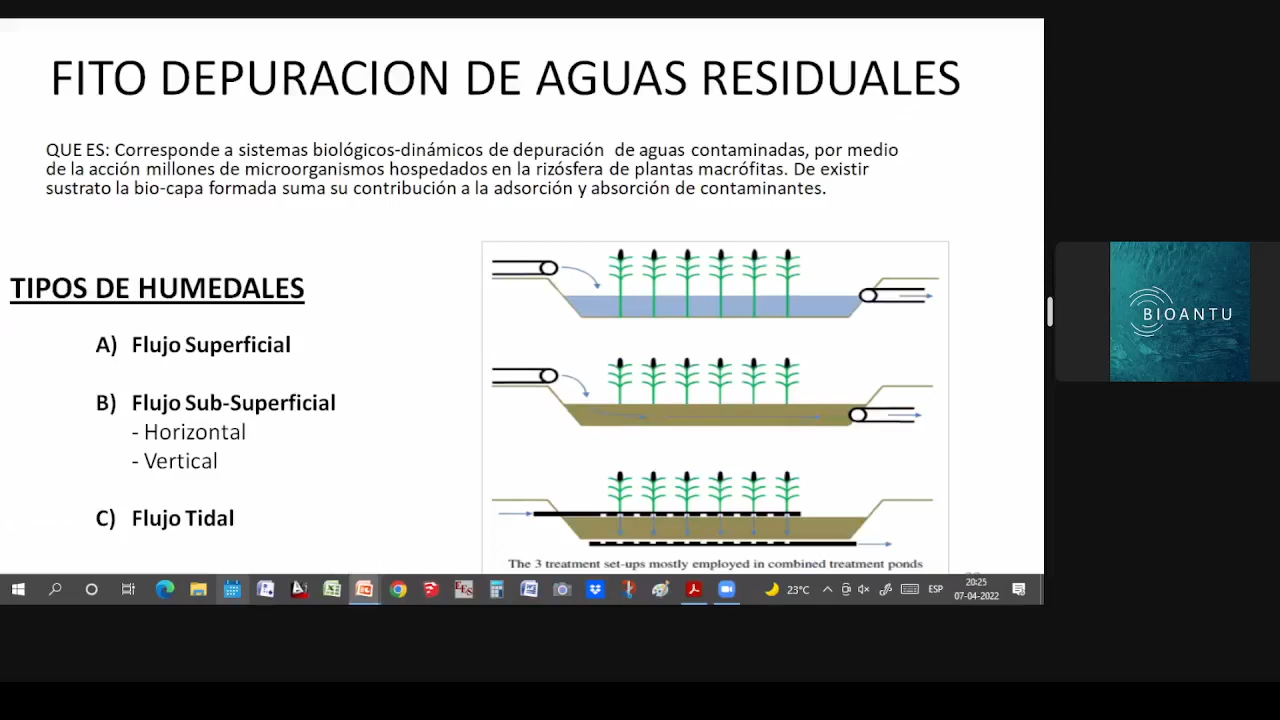 FITO DEPURACION DE AGUAS RESIDUALES
QUE ES: Corresponde a sistemas biológicos-dinámicos de depuración  de aguas contaminadas, por medio
de la acción millones de microorganismos hospedados en la rizósfera de plantas macrófitas. De existir
sustrato la bio-capa formada suma su contribución a la adsorción y absorción de contaminantes.
TIPOS DE HUMEDALES
A) Flujo Superficial
B) Flujo Sub-Superficial
- Horizontal
- Vertical
C) Flujo Tidal
The 3 treatment set-ups mostly employed in combined treatment ponds
BIOANTU
23°C
ESP
20:25
07-04-2022